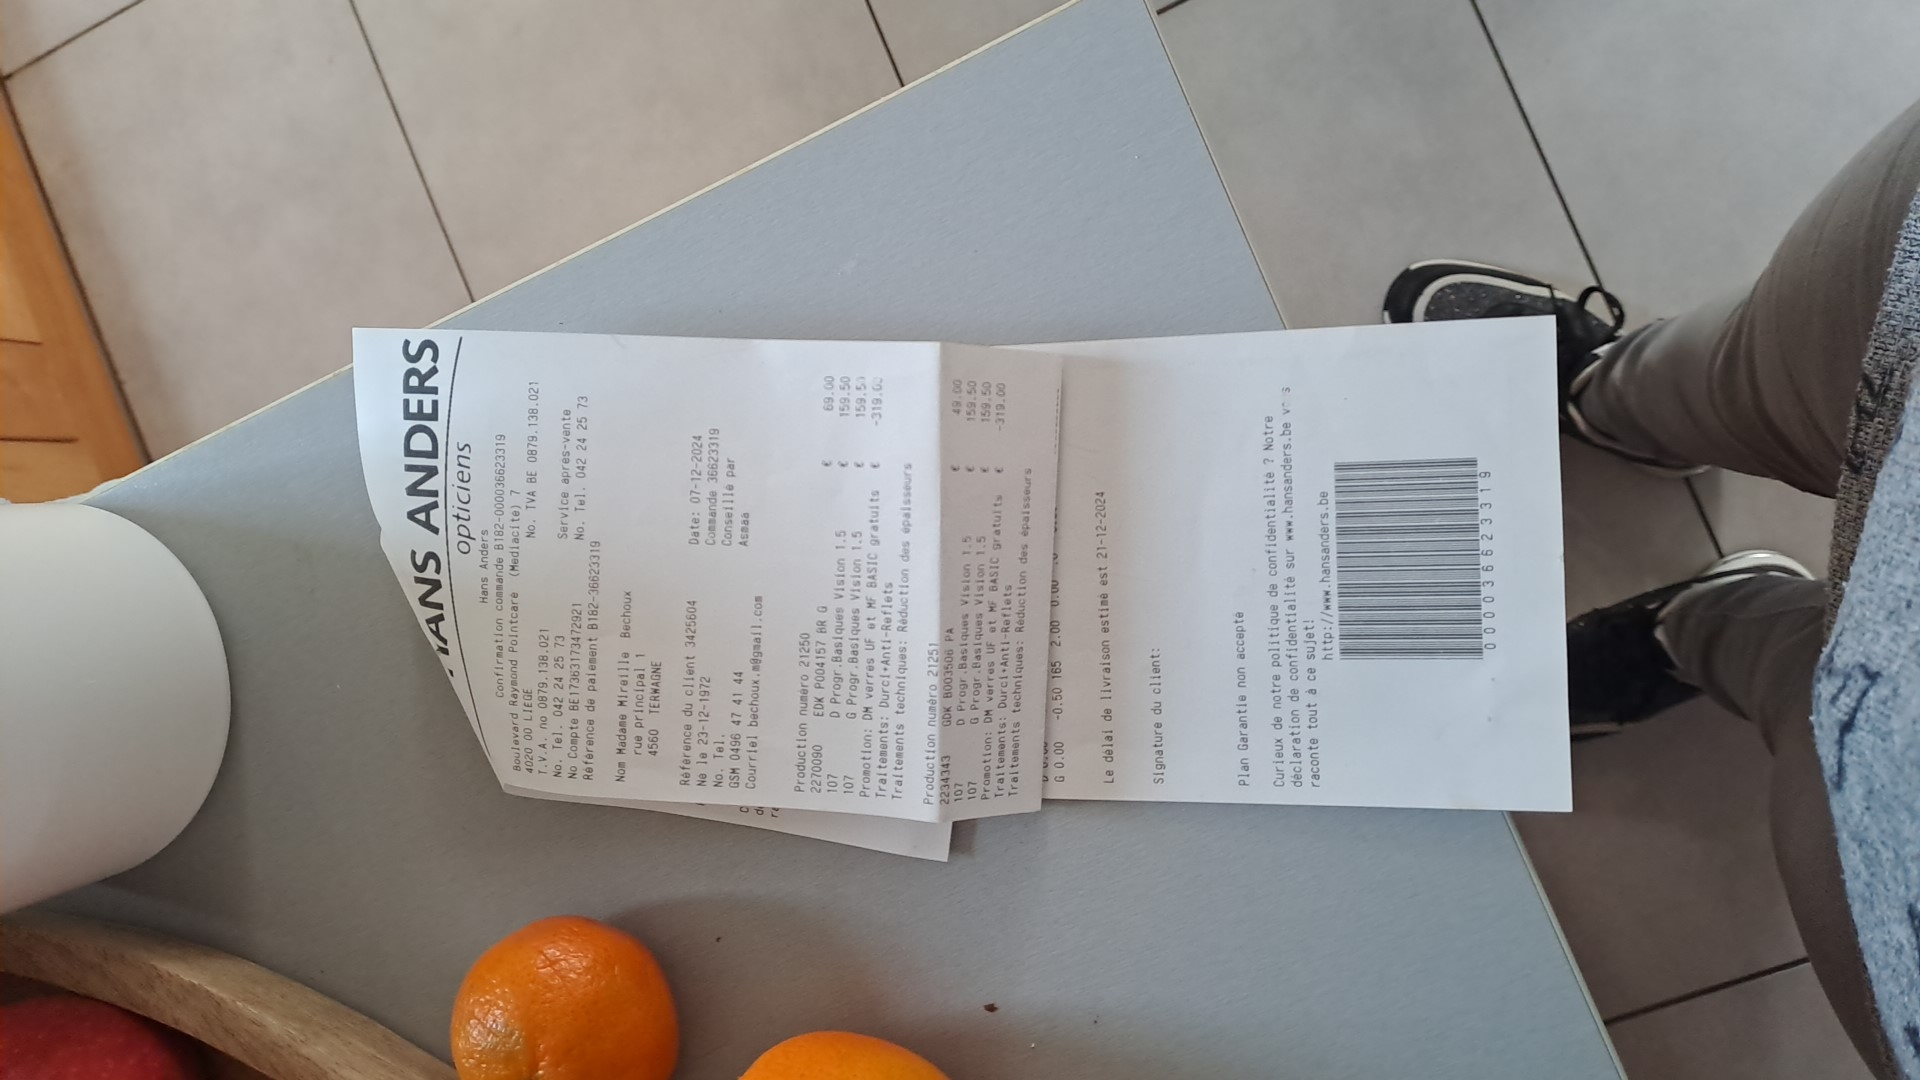 HANS ANDERS
opticiens
Hans Anders
Confirmation commande B182-000036623319
Boulevard Raymond Pointcaré (Mediacité) 7
4020 00 LIEGE
No. TVA BE 0879.138.021
T.V.A. no 0879.138.021
No. Tel. 042 24 25 73
Service après-vente
No. Tel. 042 24 25 73
No Compte BE17363173472921
Référence de paiement B182-36623319
Nom Madame Mireille Bechoux
rue principal 1
4560 TERWAGNE
Référence du client 3425604
Date: 07-12-2024
Né le 23-12-1972
Commande 36623319
No. Tel.
Conseillé par
GSM 0496 47 41 44
Asmaa
Courriel bechoux.m@gmail.com
Production numéro 21250
2270090 EDK P004157 BR G € 69.00
107 D Progr.Basiques Vision 1.5 € 159.50
107 G Progr.Basiques Vision 1.5 € 159.50
Promotion: DM verres UF et MF BASIC gratuits € -319.00
Traitements: Durci+Anti-Reflets
Traitements techniques: Réduction des épaisseurs
Production numéro 21251
2234343 GDK B003506 PA € 49.00
107 D Progr.Basiques Vision 1.5 € 159.50
107 G Progr.Basiques Vision 1.5 € 159.50
Promotion: DM verres UF et MF BASIC gratuits € -319.00
Traitements: Durci+Anti-Reflets
Traitements techniques: Réduction des épaisseurs
G 0.00 -0.50 165 2.00 0.00
Le délai de livraison estimé est 21-12-2024
Signature du client:
Plan Garantie non accepté
Curieux de notre politique de confidentialité ? Notre
déclaration de confidentialité sur www.hansanders.be vous
raconte tout à ce sujet!
http://www.hansanders.be
000036623319